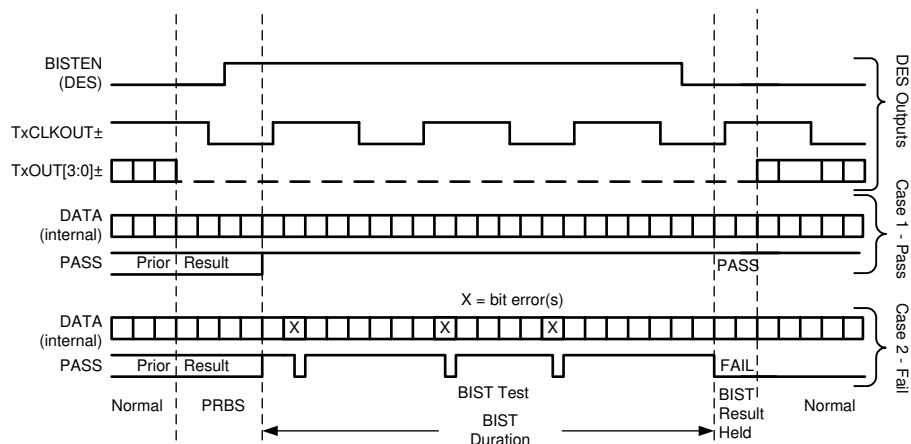 BISTEN
(DES)
TxCLKOUT±
TxOUT[3:0]±
DES Outputs
DATA
(internal)
PASS
Prior
Result
PASS
Case 1 - Pass
X = bit error(s)
DATA
(internal)
X
X
X
PASS
Prior
Result
FAIL
Case 2 - Fail
Normal
PRBS
BIST Test
BIST
Duration
BIST
Result
Held
Normal